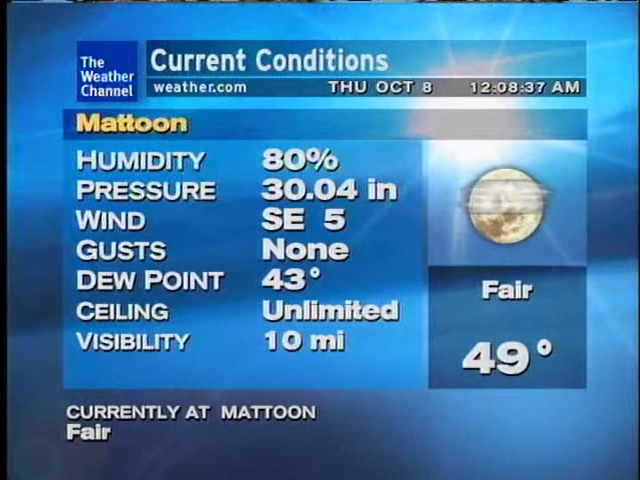 The
Weather
Channel
Current Conditions
weather.com THU OCT 8 12:08:37 AM
Mattoon
HUMIDITY 80%
PRESSURE 30.04 in
WIND SE 5
GUSTS None
DEW POINT 43°
CEILING Unlimited
VISIBILITY 10 mi
Fair
49°
CURRENTLY AT MATTOON
Fair